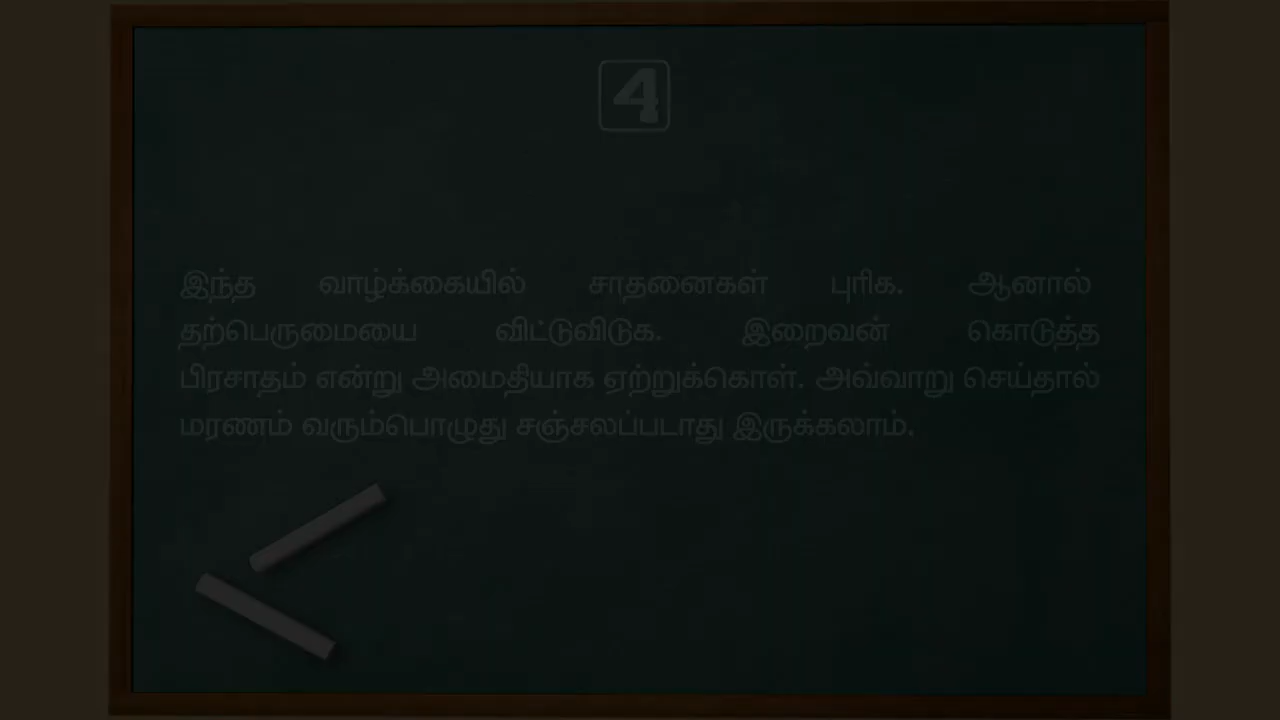 4
இந்த வாழ்க்கையில் சாதனைகள் புரிக. ஆனால்
தற்பெருமையை விட்டுவிடுக. இறைவன் கொடுத்த
பிரசாதம் என்று அமைதியாக ஏற்றுக்கொள். அவ்வாறு செய்தால்
மரணம் வரும்பொழுது சஞ்சலப்படாது இருக்கலாம்.